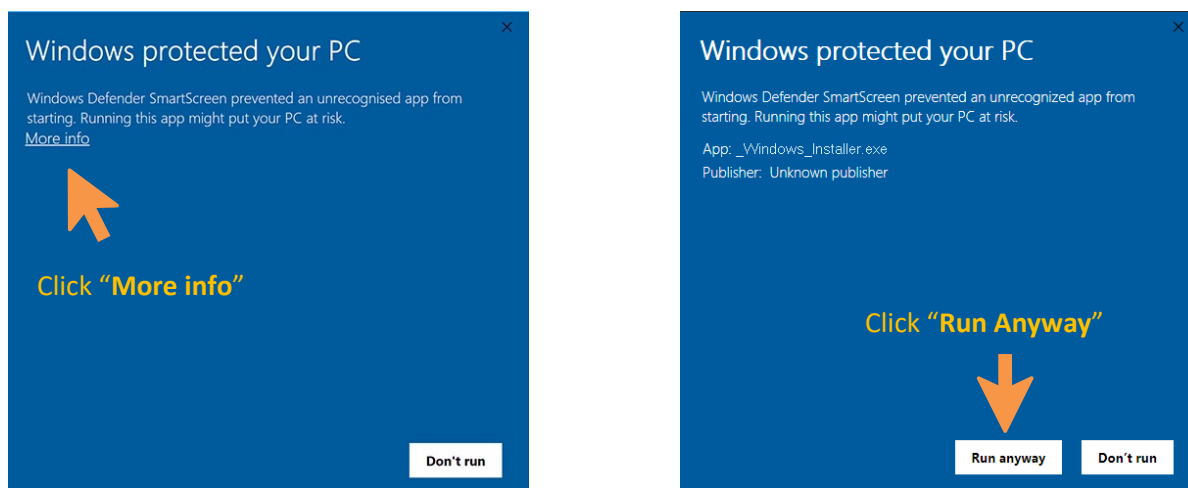 Windows protected your PC
Windows Defender SmartScreen prevented an unrecognised app from
starting. Running this app might put your PC at risk.
More info
Click “More info”
Don't run
Windows protected your PC
Windows Defender SmartScreen prevented an unrecognized app from
starting. Running this app might put your PC at risk.
App: _Windows_Installer.exe
Publisher: Unknown publisher
Click “Run Anyway”
Run anyway
Don't run